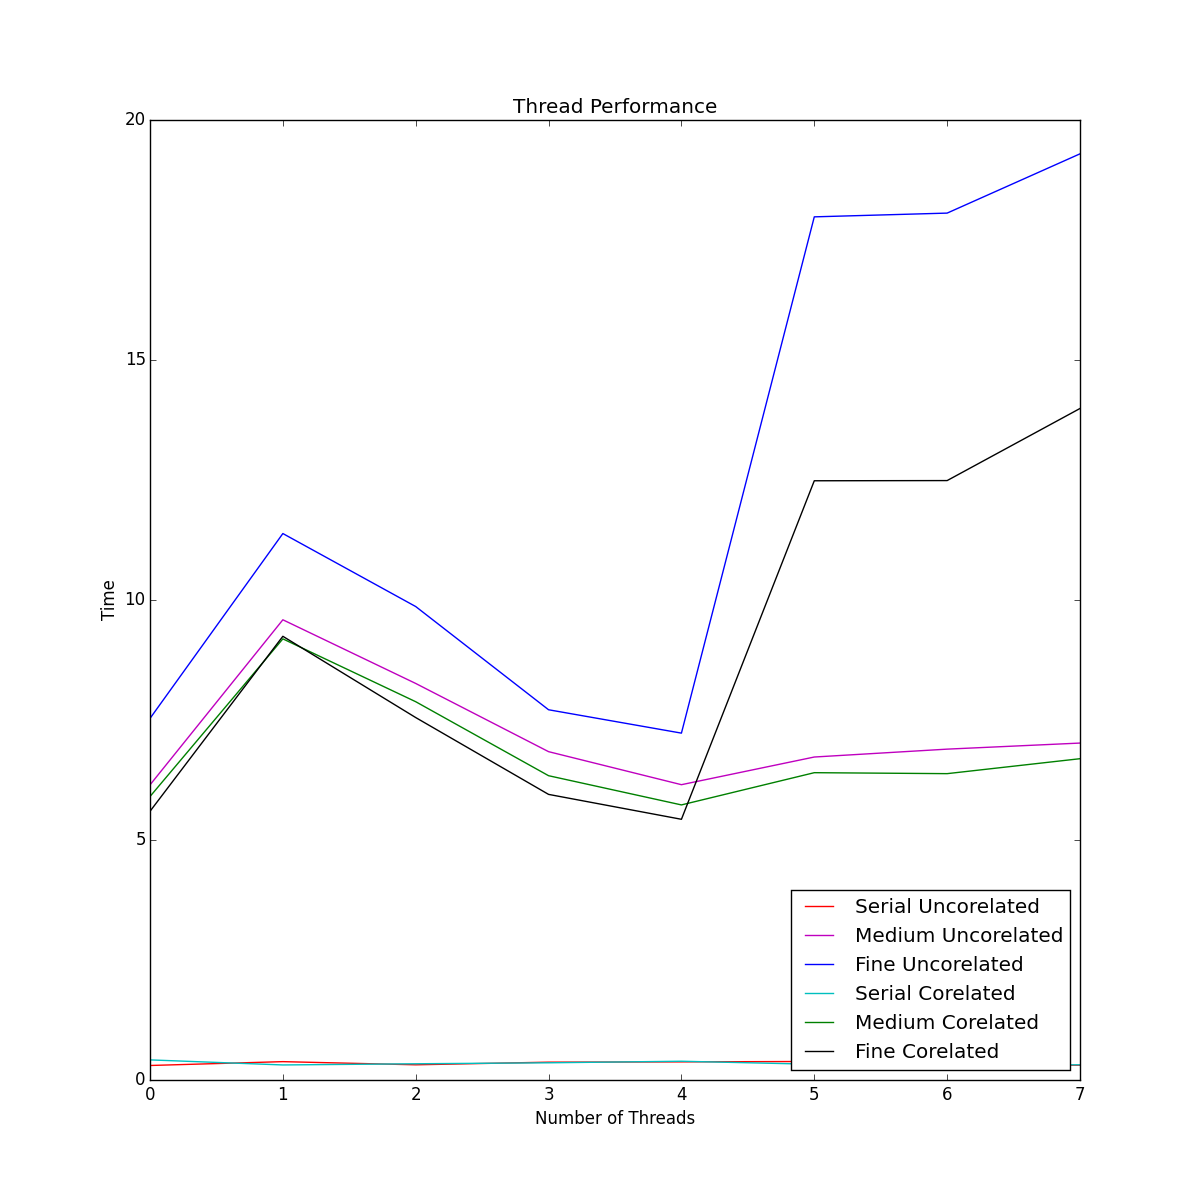 Thread Performance
20
15
10
5
0
Time
0 1 2 3 4 5 6 7
Number of Threads
Serial Uncorelated
Medium Uncorelated
Fine Uncorelated
Serial Corelated
Medium Corelated
Fine Corelated